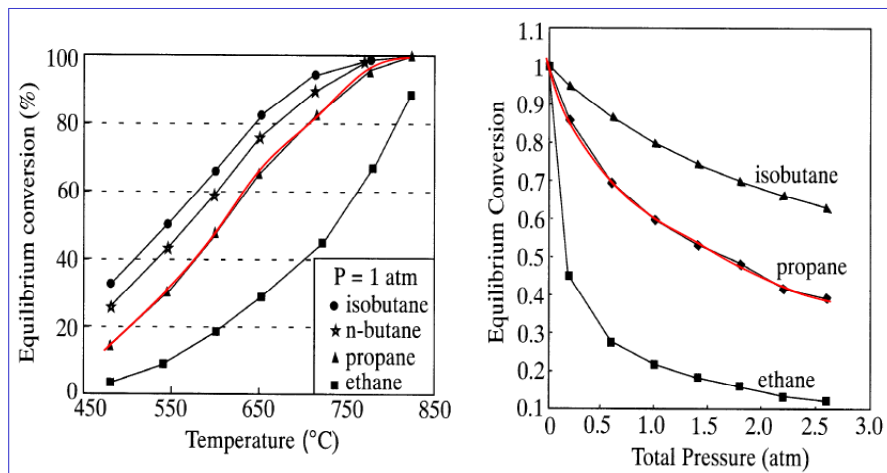 Equilibrium conversion (%)
100
80
60
40
20
0
450
550
650
750
850
Temperature (°C)
P = 1 atm
isobutane
n-butane
propane
ethane
Equilibrium Conversion
1.1
1
0.9
0.8
0.7
0.6
0.5
0.4
0.3
0.2
0.1
0
0.5
1.0
1.5
2.0
2.5
3.0
Total Pressure (atm)
isobutane
propane
ethane